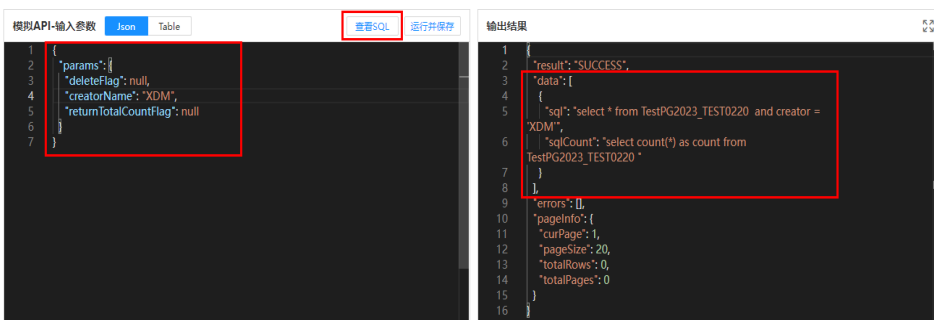 模拟API-输入参数 Json Table 查看SQL 运行并保存
1 {
2 "params": {
3 "deleteFlag": null,
4 "creatorName": "XDM",
5 "returnTotalCountFlag": null
6 }
7 }
输出结果
1 {
2 "result": "SUCCESS",
3 "data": [
4 {
5 "sql": "select * from TestPG2023_TEST0220 and creator =
'XDM'",
6 "sqlCount": "select count(*) as count from
TestPG2023_TEST0220 "
7 }
8 ],
9 "errors": [],
10 "pageInfo": {
11 "curPage": 1,
12 "pageSize": 20,
13 "totalRows": 0,
14 "totalPages": 0
15 }
16 }